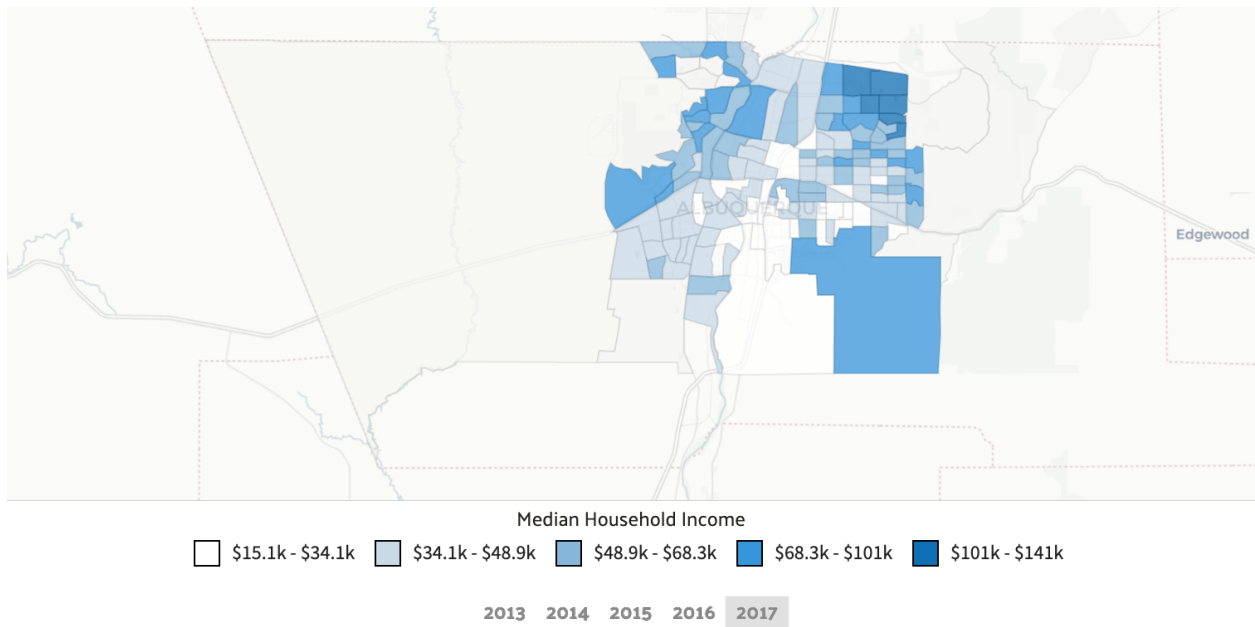 ALBUQUERQUE
Edgewood
Median Household Income
$15.1k - $34.1k $34.1k - $48.9k $48.9k - $68.3k $68.3k - $101k $101k - $141k
2013 2014 2015 2016 2017